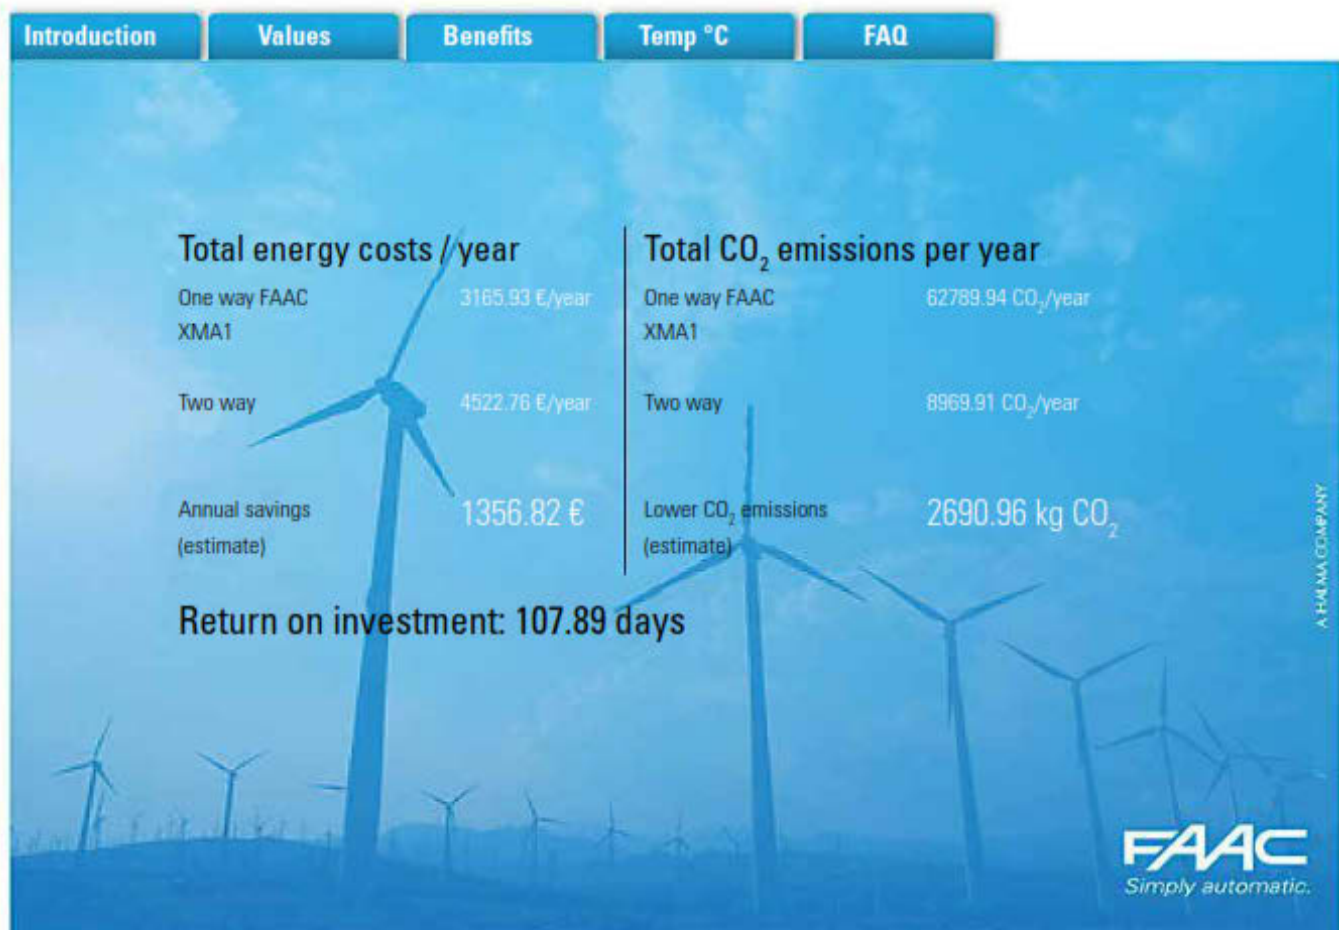 Introduction
Values
Benefits
Temp °C
FAQ
Total energy costs / year
One way FAAC 3165.93 €/year
XMA1
Two way 4522.76 €/year
Annual savings 1356.82 €
(estimate)
Total CO₂ emissions per year
One way FAAC 62789.94 CO₂/year
XMA1
Two way 8969.91 CO₂/year
Lower CO₂ emissions 2690.96 kg CO₂
(estimate)
Return on investment: 107.89 days
A HALMA COMPANY
FAAC
Simply automatic.